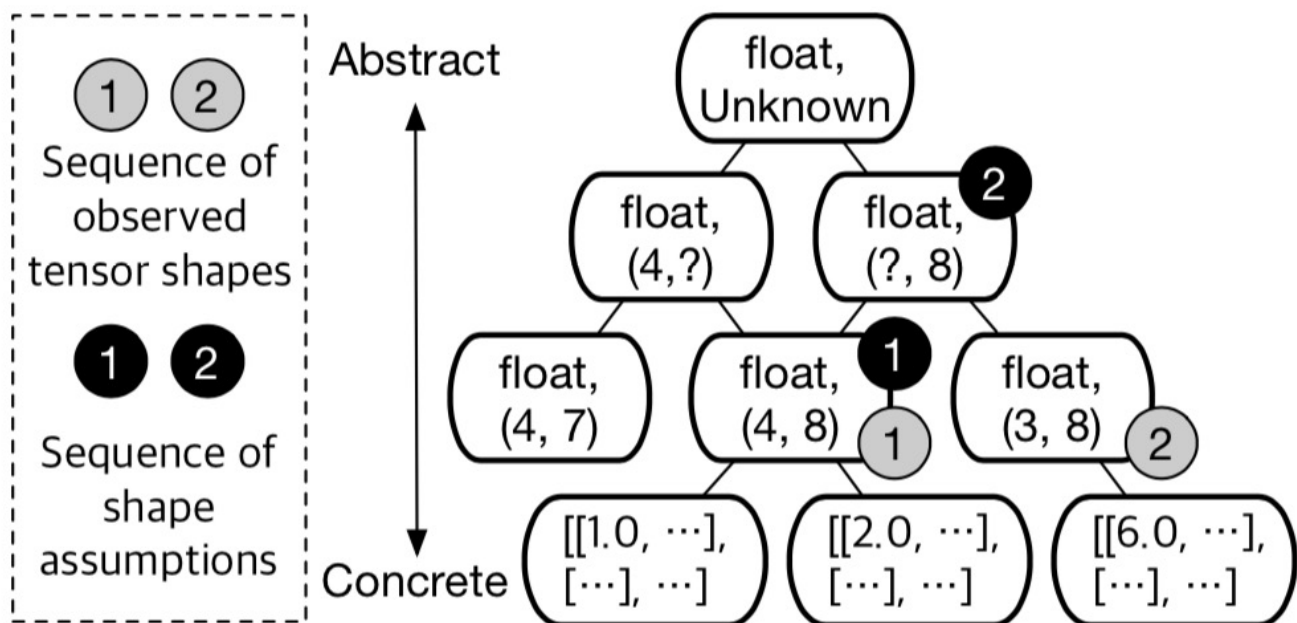 1 2
Sequence of
observed
tensor shapes
1 2
Sequence of
shape
assumptions
Abstract
Concrete
float,
Unknown
float,
(4,?)
float,
(?, 8)
2
float,
(4, 7)
float,
(4, 8)
1
1
float,
(3, 8)
2
[[1.0, ⋯],
[⋯], ⋯]
[[2.0, ⋯],
[⋯], ⋯]
[[6.0, ⋯],
[⋯], ⋯]